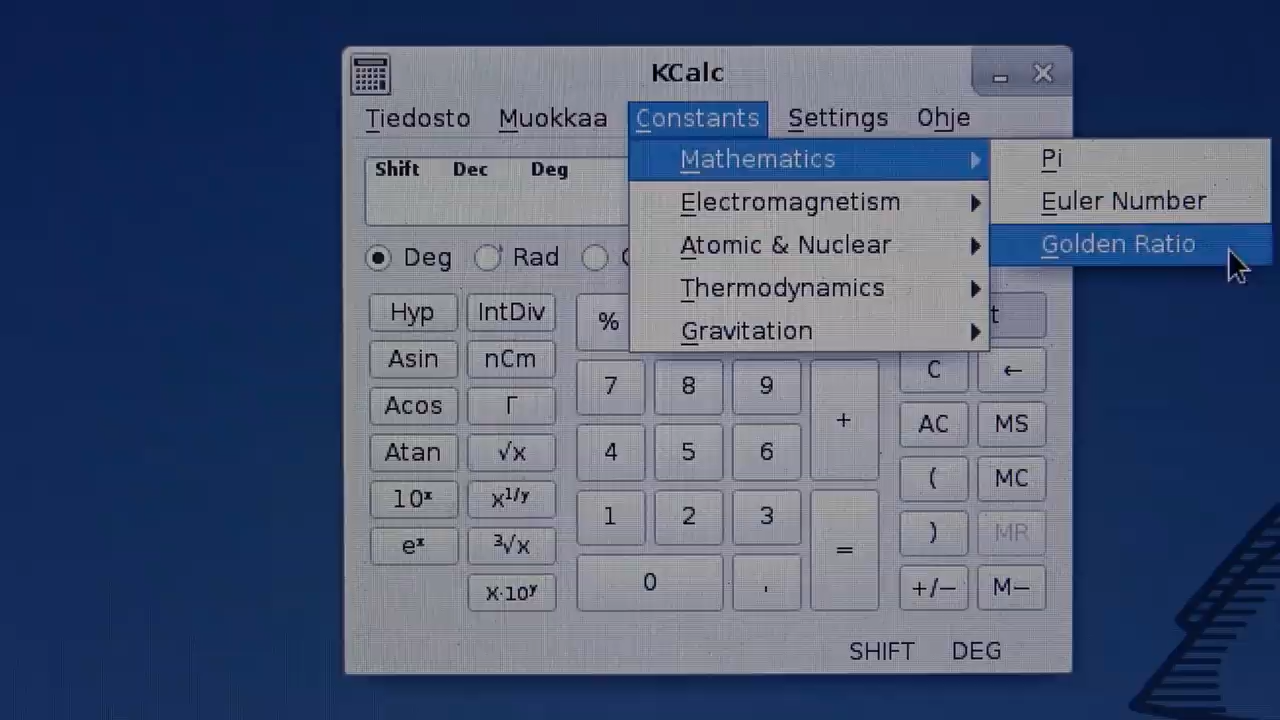 KCalc
Tiedosto Muokkaa Constants Settings Ohje
Shift Dec Deg
Mathematics
Electromagnetism
Atomic & Nuclear
Thermodynamics
Gravitation
Pi
Euler Number
Golden Ratio
Deg Rad
Hyp IntDiv %
Asin nCm 7 8 9 + C ←
Acos Γ AC MS
Atan √x 4 5 6 ( MC
10ˣ x¹/ʸ 1 2 3 = ) MR
eˣ ³√x
x·10ʸ 0 , +/− M−
SHIFT DEG